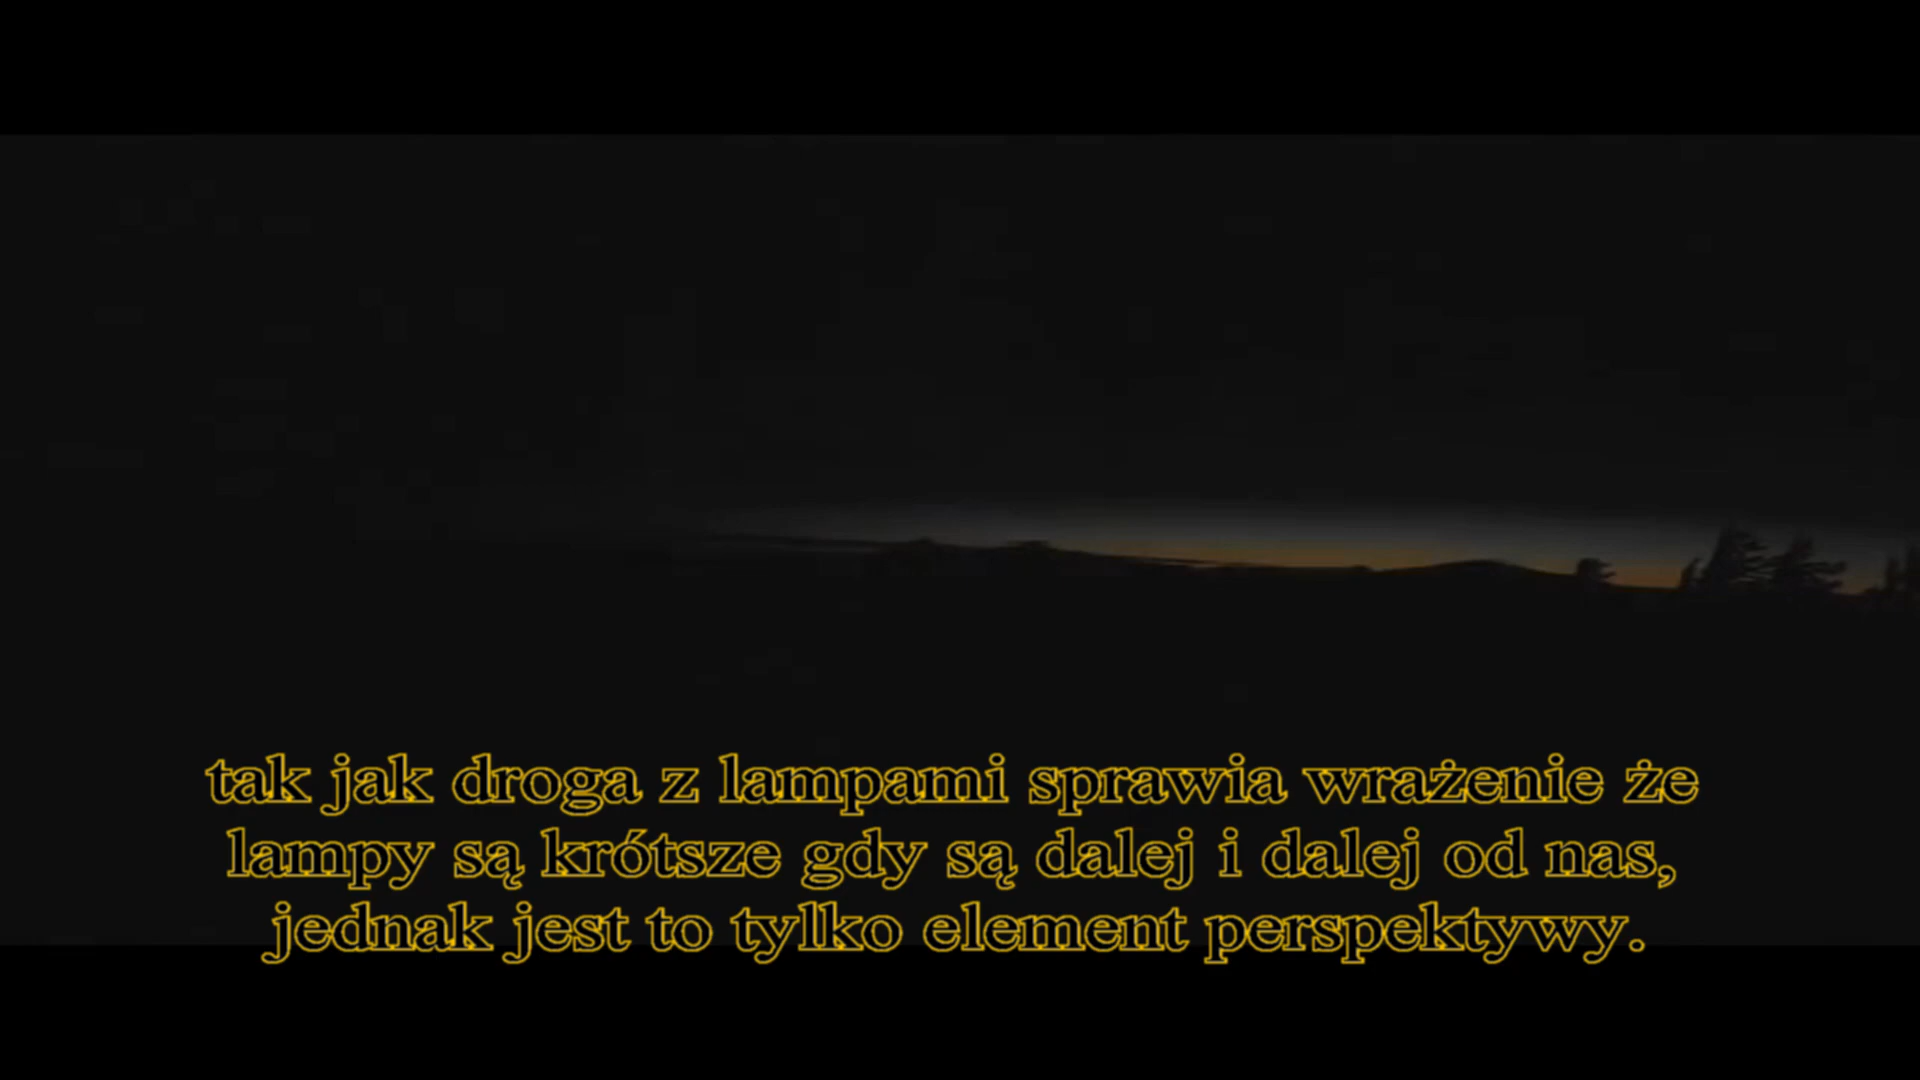 tak jak droga z lampami sprawia wrażenie że
lampy są krótsze gdy są dalej i dalej od nas,
jednak jest to tylko element perspektywy.